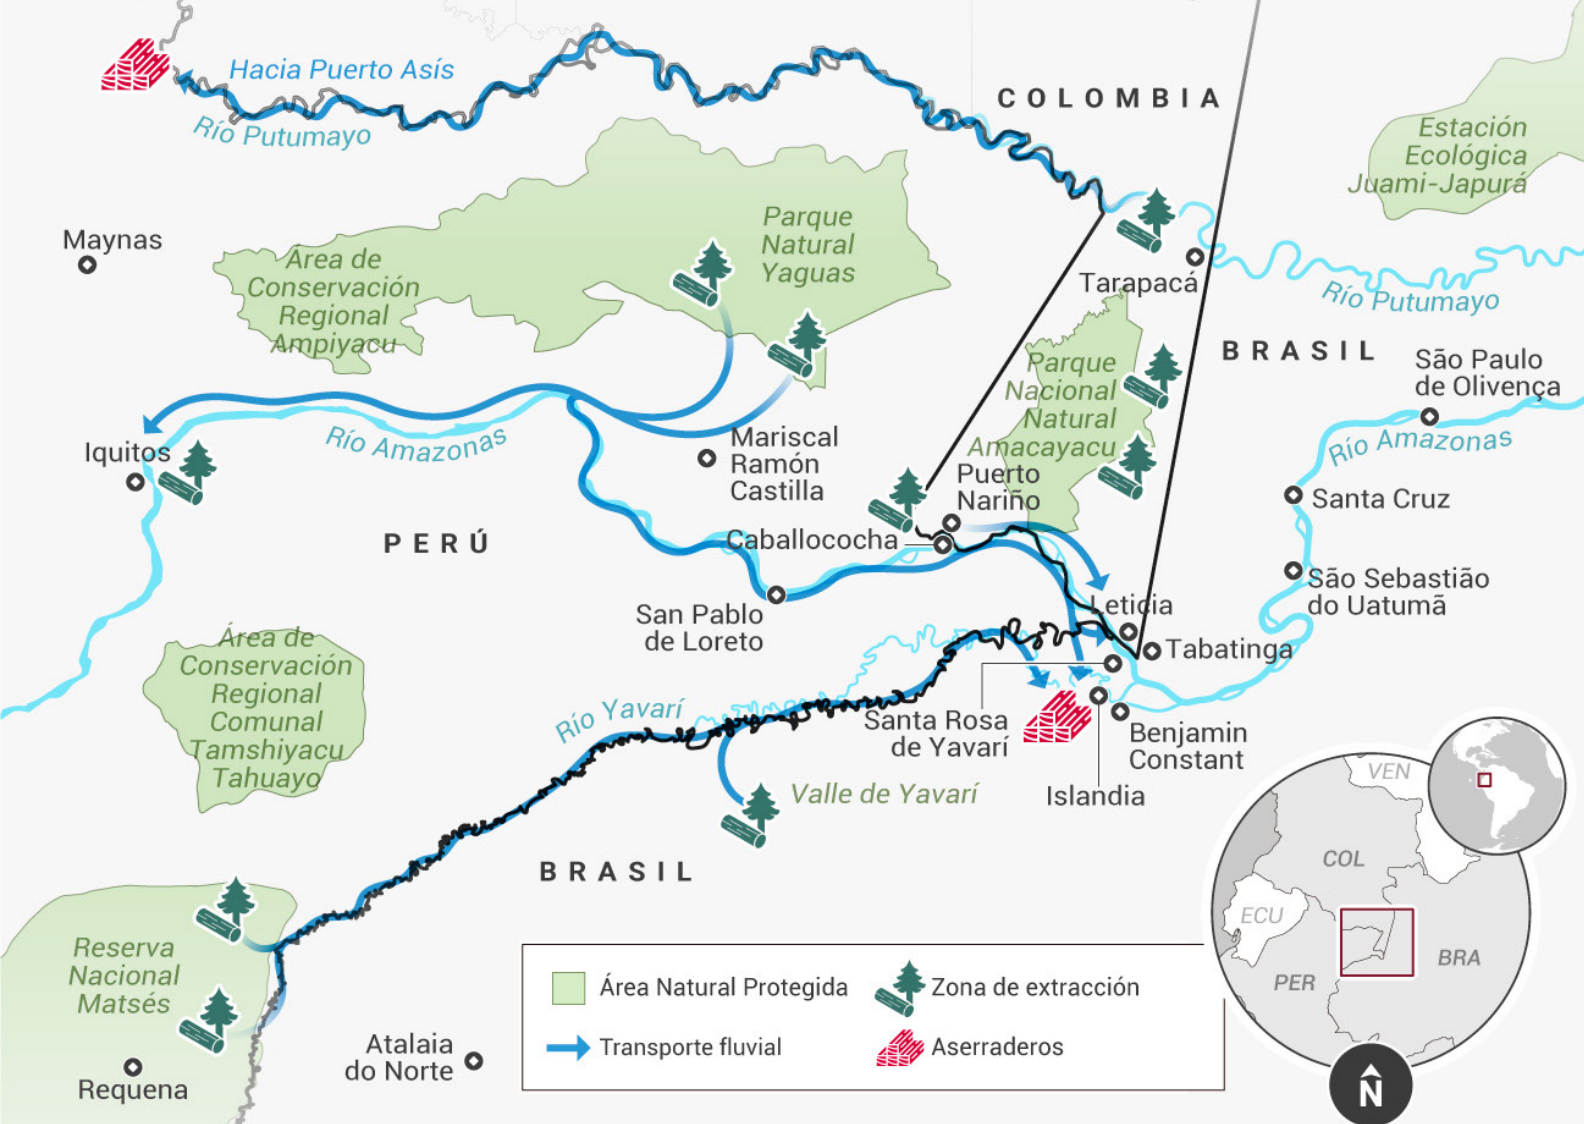 Hacia Puerto Asís
Río Putumayo
COLOMBIA
Estación
Ecológica
Juami-Japurá
Maynas
Área de
Conservación
Regional
Ampiyacu
Parque
Natural
Yaguas
Tarapacá
Río Putumayo
BRASIL
Parque
Nacional
Natural
Amacayacu
São Paulo
de Olivença
Río Amazonas
Iquitos
Río Amazonas
Mariscal
Ramón
Castilla
Puerto
Nariño
Santa Cruz
PERÚ
Caballococha
São Sebastião
do Uatumã
San Pablo
de Loreto
Leticia
Tabatinga
Área de
Conservación
Regional
Comunal
Tamshiyacu
Tahuayo
Río Yavarí
Santa Rosa
de Yavarí
Benjamin
Constant
Islandia
Valle de Yavarí
BRASIL
Reserva
Nacional
Matsés
Requena
Atalaia
do Norte
Área Natural Protegida
Zona de extracción
Transporte fluvial
Aserraderos
VEN
COL
ECU
PER
BRA
N